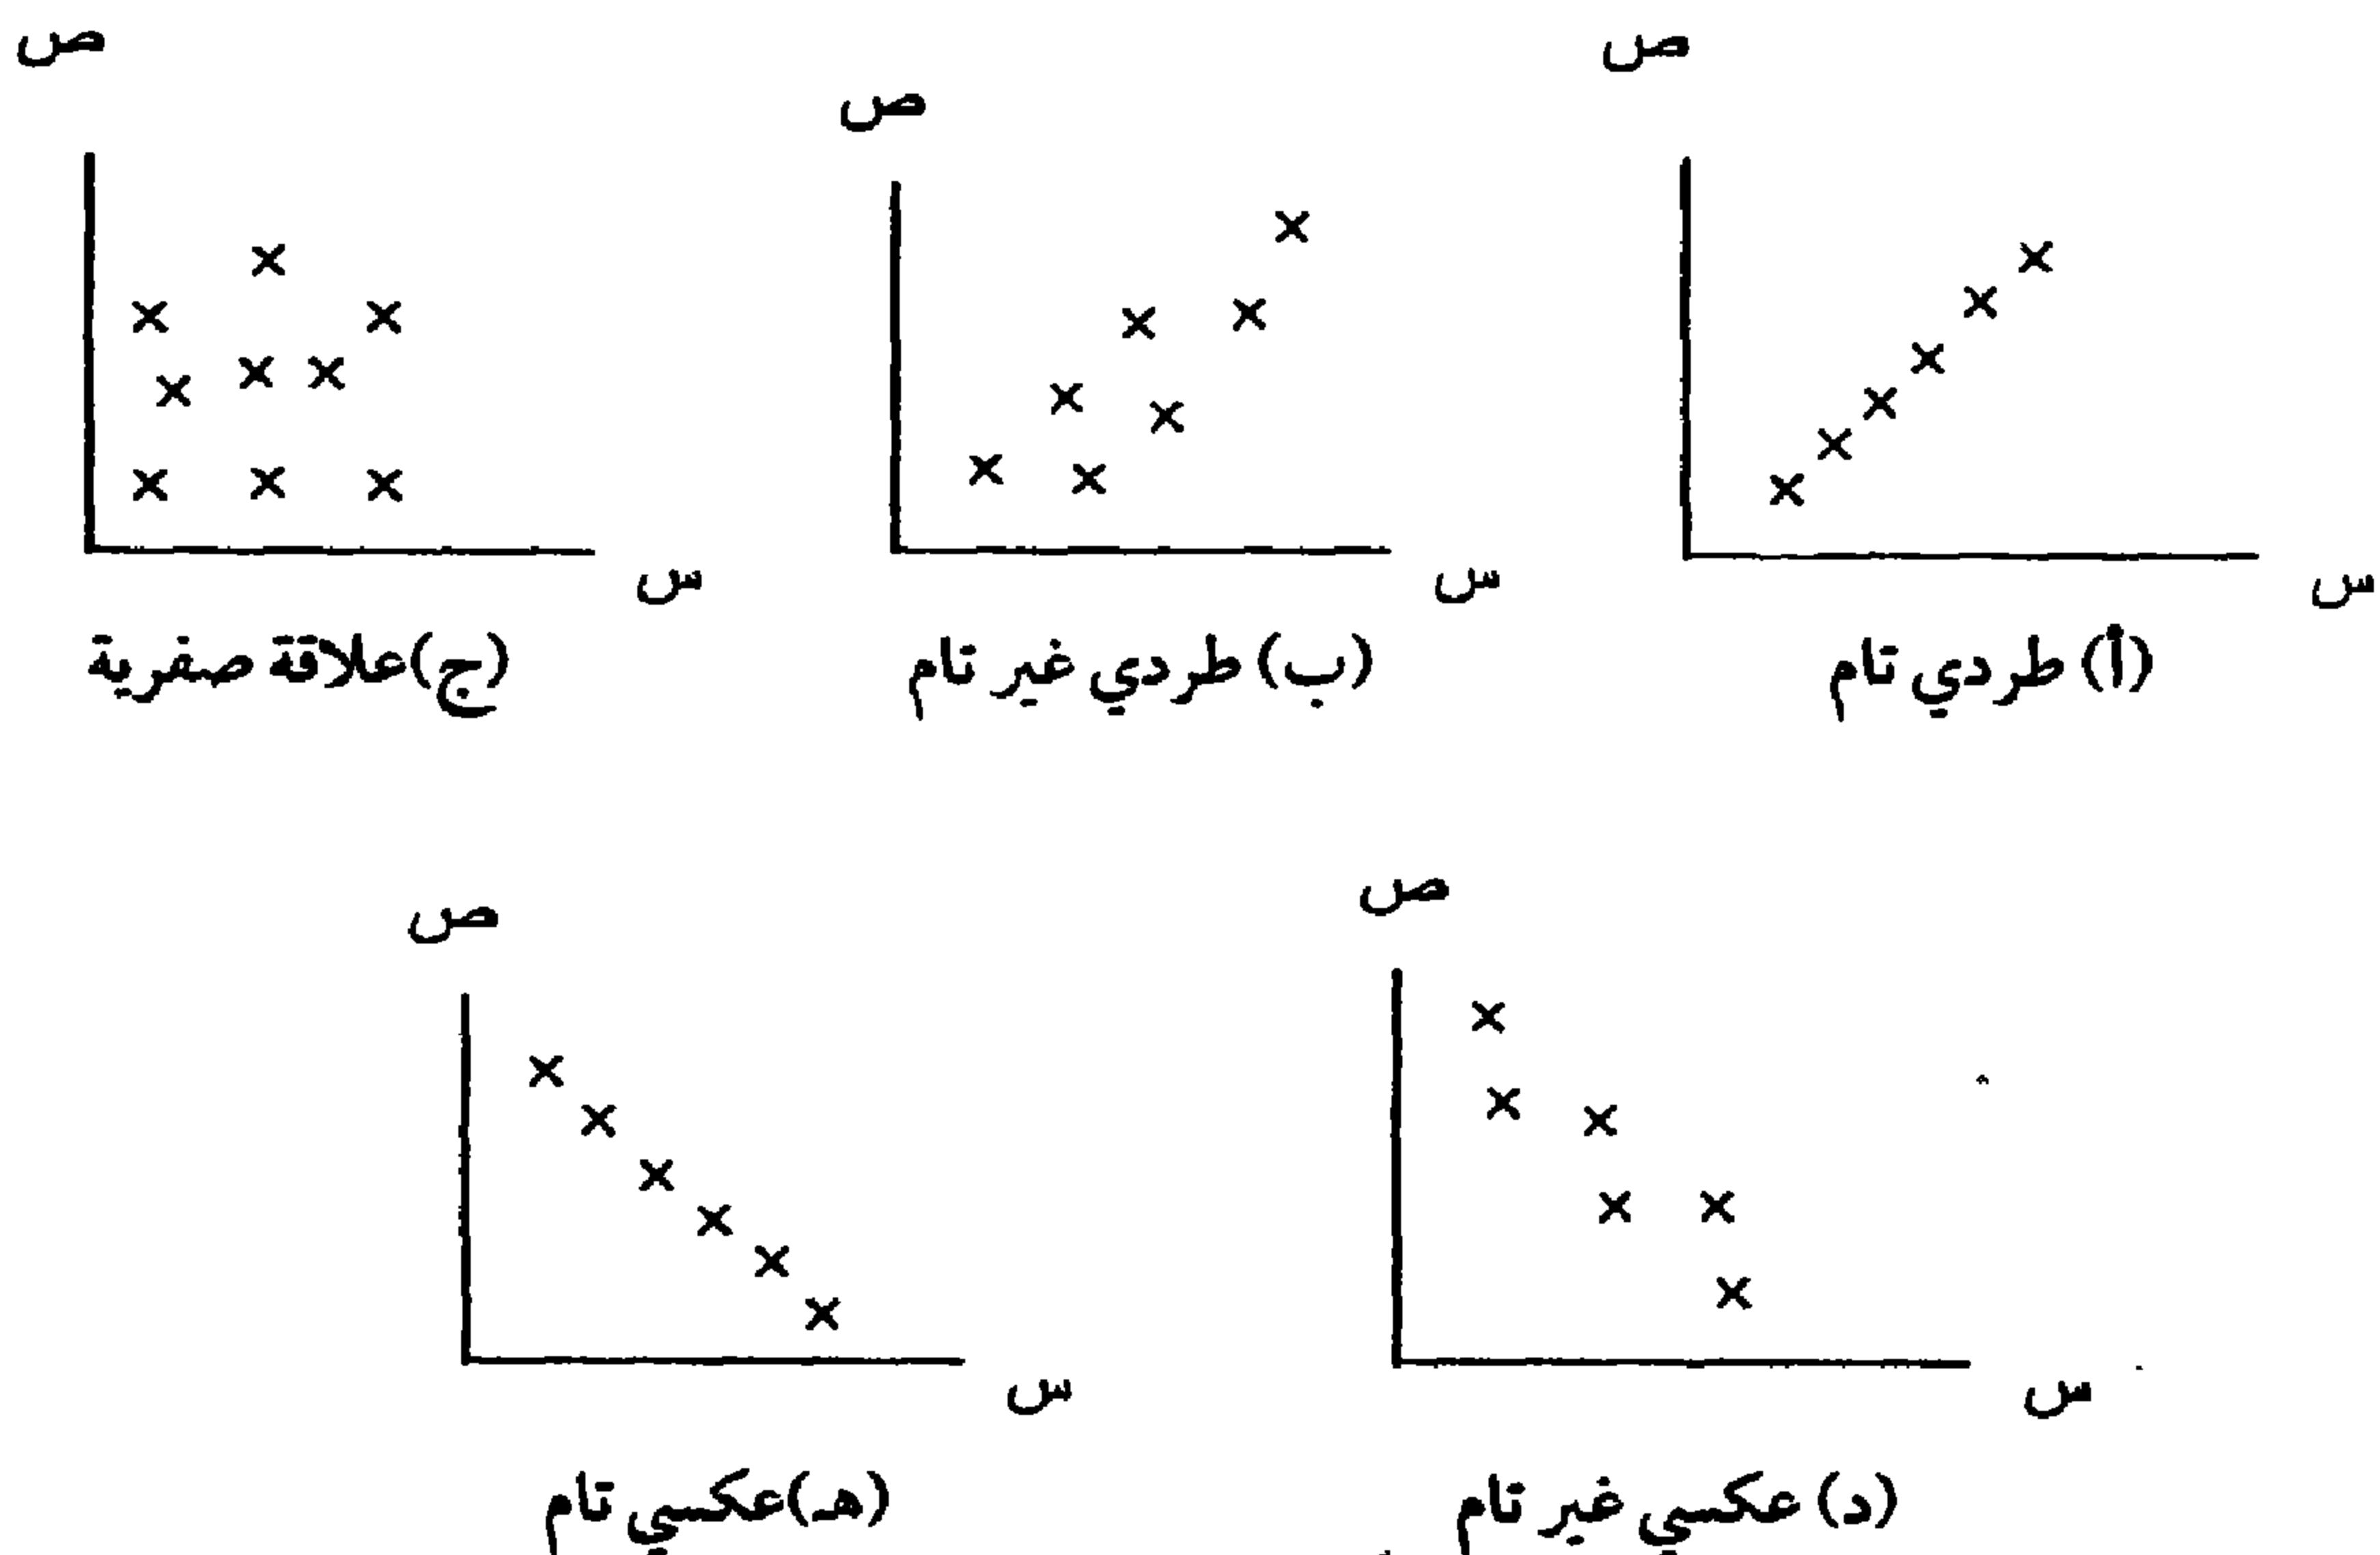 ص
ص
ص
س
س
س
(أ) طردي تام
(ب) طردي غير تام
(ج) علاقة صفرية
ص
ص
س
س
(د) عكسي غير تام
(هـ) عكسي تام